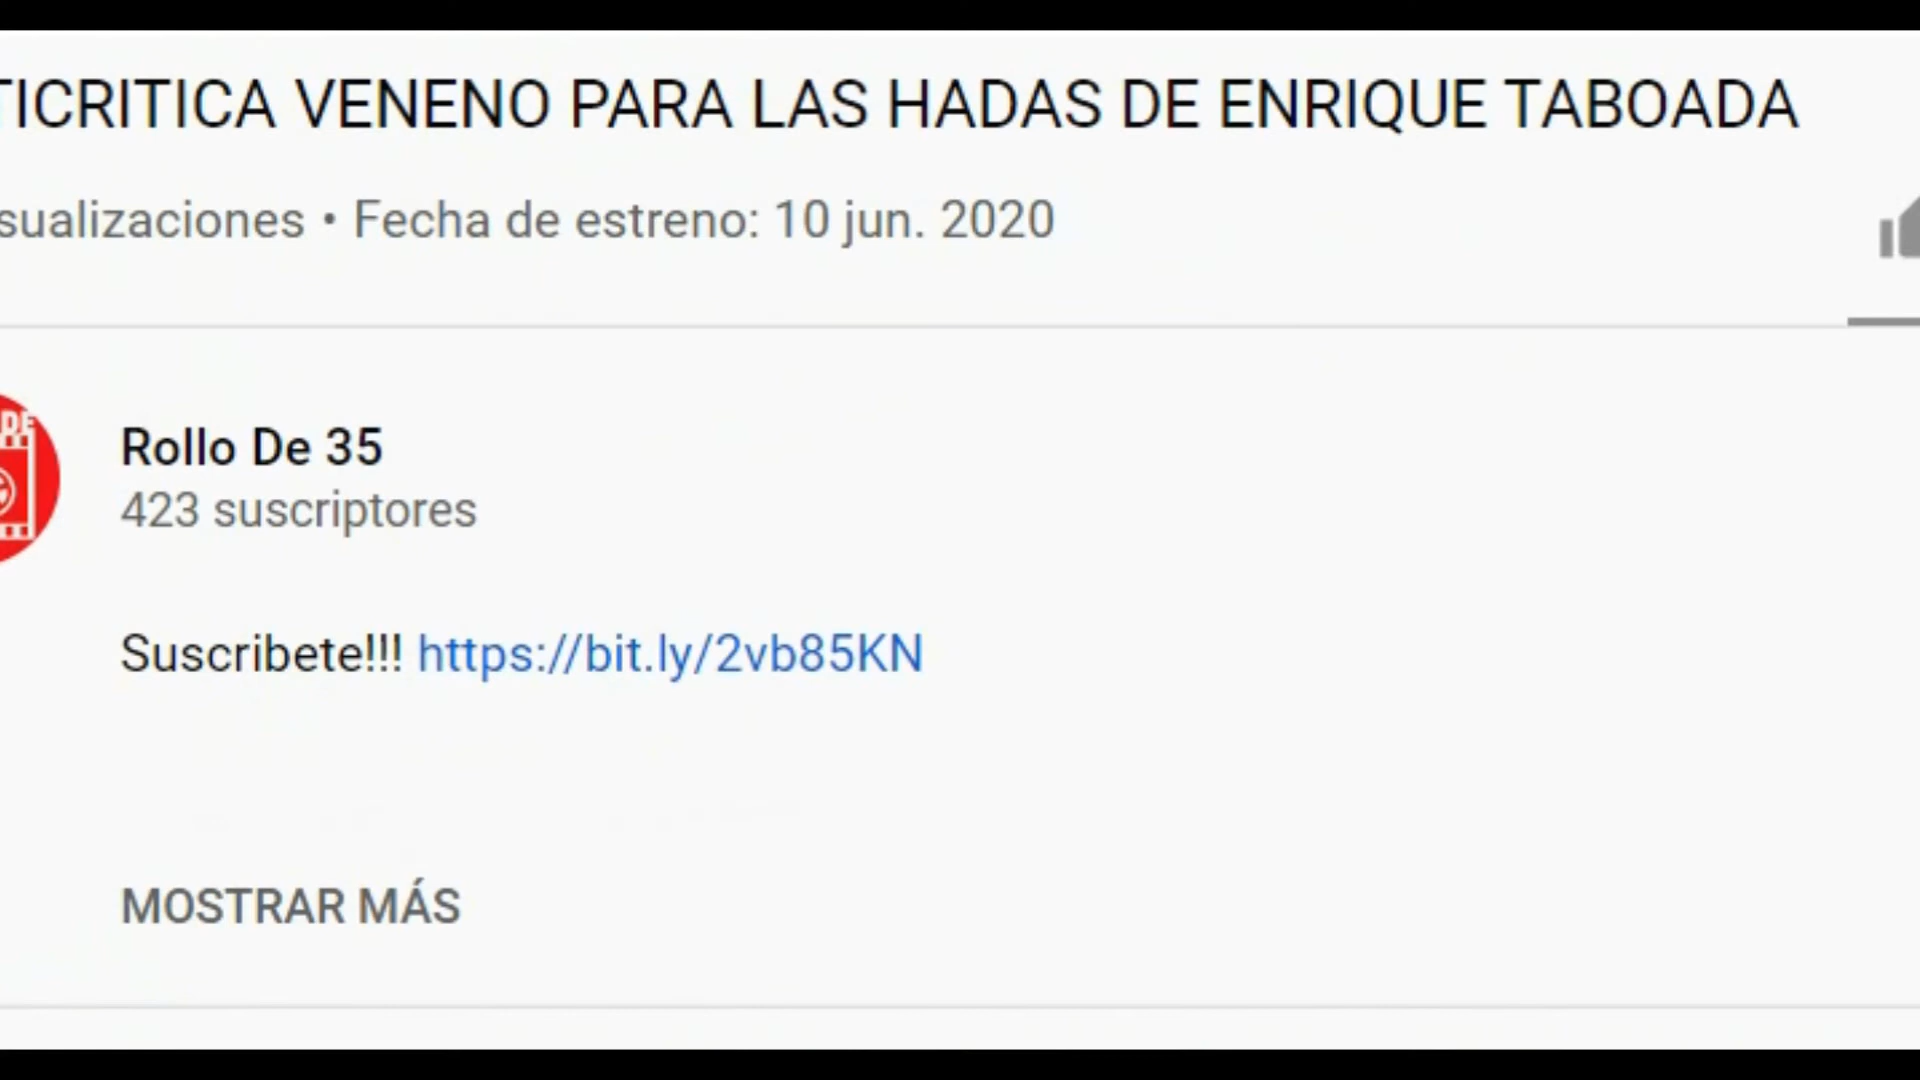 TICRITICA VENENO PARA LAS HADAS DE ENRIQUE TABOADA
sualizaciones • Fecha de estreno: 10 jun. 2020
DE
Rollo De 35
423 suscriptores
Suscribete!!! https://bit.ly/2vb85KN
MOSTRAR MÁS